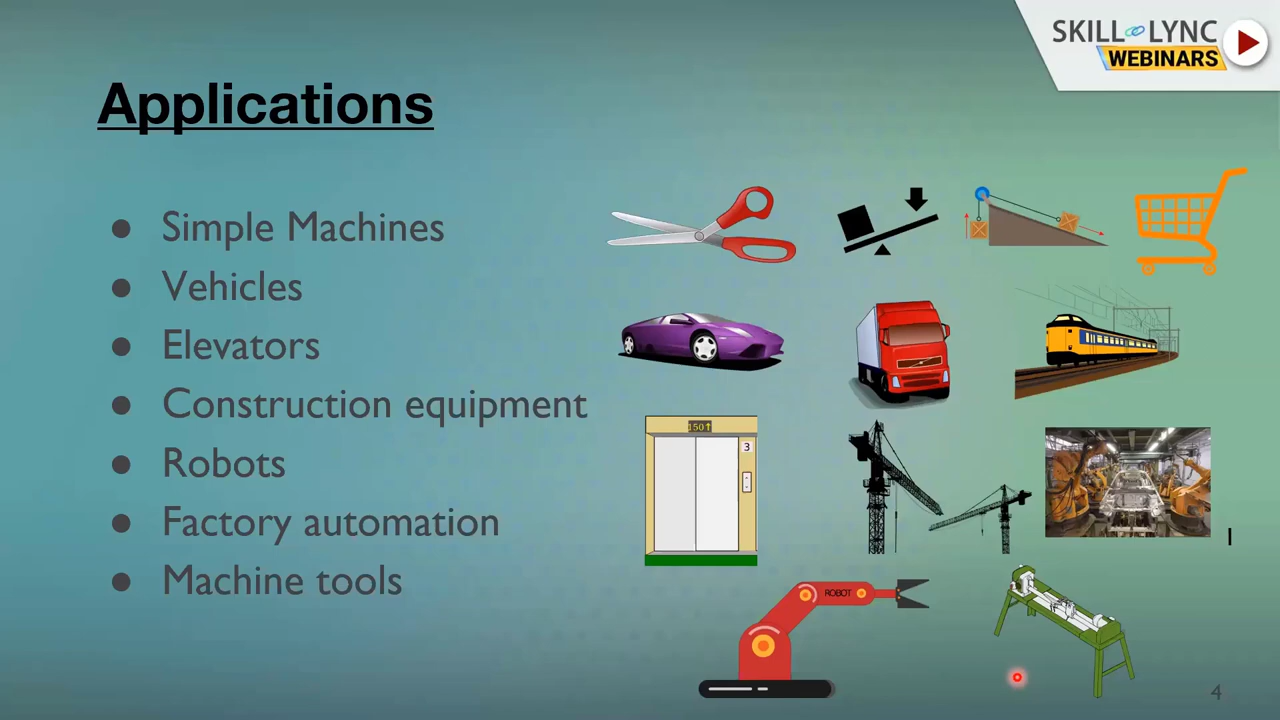 SKILL LYNC
WEBINARS
Applications
● Simple Machines
● Vehicles
● Elevators
● Construction equipment
● Robots
● Factory automation
● Machine tools
150↑
3
ROBOT
4